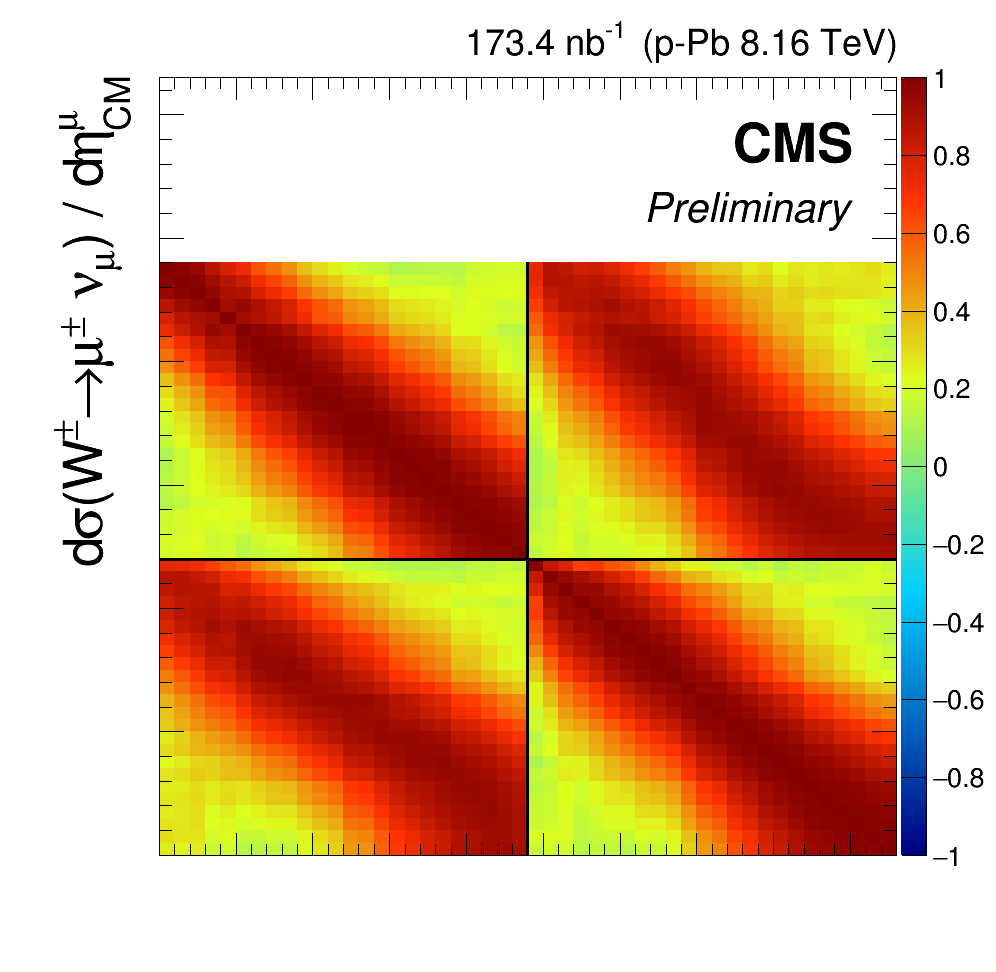 173.4 nb⁻¹ (p-Pb 8.16 TeV)
CMS
Preliminary
dσ(W± → μ± ν_μ) / dη^μ_CM
1
0.8
0.6
0.4
0.2
0
−0.2
−0.4
−0.6
−0.8
−1